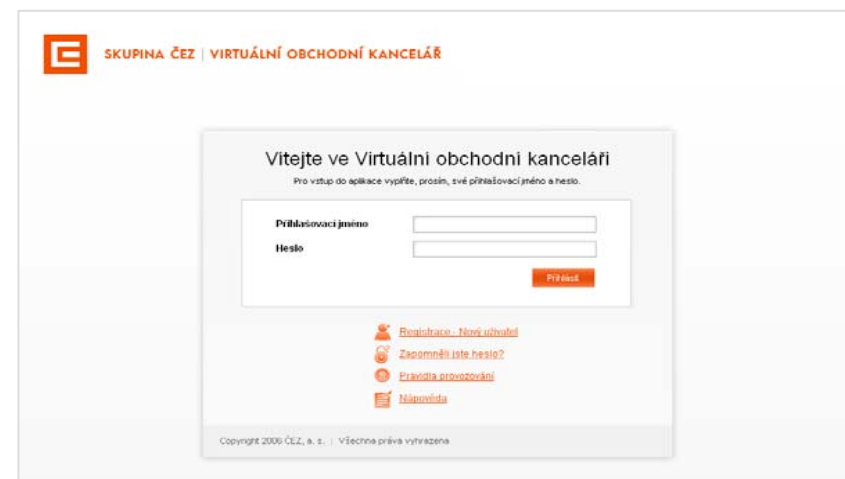 SKUPINA ČEZ | VIRTUÁLNÍ OBCHODNÍ KANCELÁŘ
Vítejte ve Virtuální obchodní kanceláři
Pro vstup do aplikace vyplňte, prosím, své přihlašovací jméno a heslo.
Přihlašovací jméno
Heslo
Přihlásit
Registrace - Nový uživatel
Zapomněli jste heslo?
Pravidla provozování
Nápověda
Copyright 2006 ČEZ, a. s. | Všechna práva vyhrazena